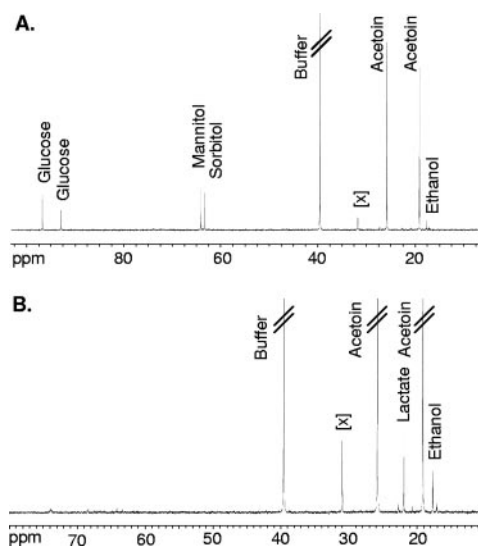 A.
Glucose
Glucose
Mannitol
Sorbitol
Buffer
[x]
Acetoin
Acetoin
Ethanol
ppm 80 60 40 20
B.
Buffer
[x]
Acetoin
Lactate
Acetoin
Ethanol
ppm 70 60 50 40 30 20